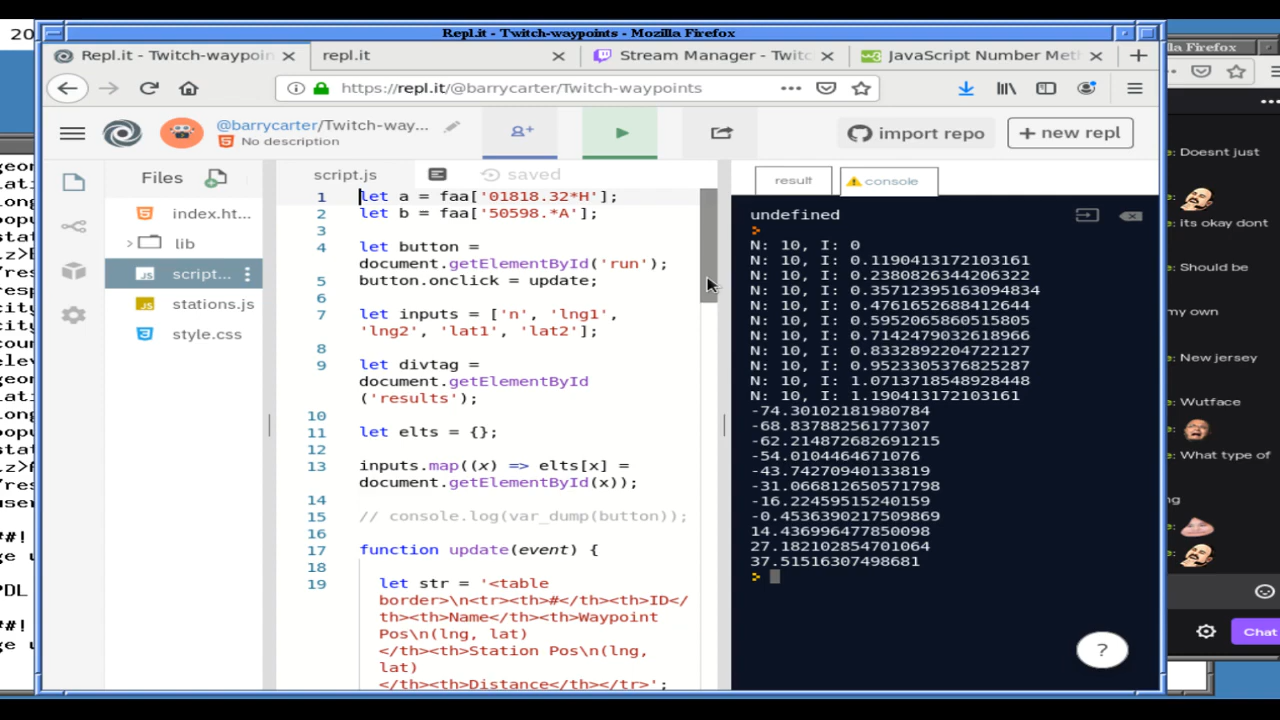 20
Repl.it - Twitch-waypoints - Mozilla Firefox
lla Firefox
Repl.it - Twitch-waypoin
repl.it
Stream Manager - Twitc
JavaScript Number Meth
https://repl.it/@barrycarter/Twitch-waypoints
@barrycarter/Twitch-way...
No description
import repo
+ new repl
Files
script.js
saved
result
console
index.ht...
lib
script...
stations.js
style.css
1 let a = faa['01818.32*H'];
2 let b = faa['50598.*A'];
3
4 let button =
document.getElementById('run');
5 button.onclick = update;
6
7 let inputs = ['n', 'lng1',
'lng2', 'lat1', 'lat2'];
8
9 let divtag =
document.getElementById
('results');
10
11 let elts = {};
12
13 inputs.map((x) => elts[x] =
document.getElementById(x));
14
15 // console.log(var_dump(button));
16
17 function update(event) {
18
19 let str = '<table
border>\n<tr><th>#</th><th>ID</
th><th>Name</th><th>Waypoint
Pos\n(lng, lat)
</th><th>Station Pos\n(lng,
lat)
</th><th>Distance</th></tr>';
undefined
>
N: 10, I: 0
N: 10, I: 0.1190413172103161
N: 10, I: 0.2380826344206322
N: 10, I: 0.35712395163094834
N: 10, I: 0.4761652688412644
N: 10, I: 0.5952065860515805
N: 10, I: 0.7142479032618966
N: 10, I: 0.8332892204722127
N: 10, I: 0.9523305376825287
N: 10, I: 1.0713718548928448
N: 10, I: 1.190413172103161
-74.30102181980784
-68.83788256177307
-62.214872682691215
-54.0104464671076
-43.74270940133819
-31.066812650571798
-16.22459515240159
-0.4536390217509869
14.436996477850098
27.182102854701064
37.51516307498681
>
?
Doesnt just
its okay dont
Should be
my own
New jersey
Wutface
What type of
ng
Chat